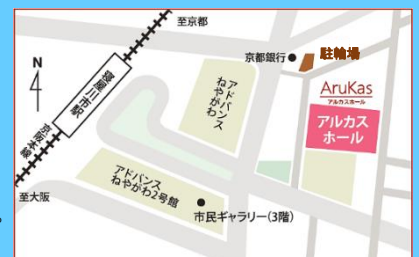 至京都
N
京都銀行
駐輪場
寝屋川市駅
アドバンス
ねやがわ
AruKas
アルカスホール
アルカス
ホール
京阪本線
アドバンス
ねやがわ2号館
至大阪
市民ギャラリー(3階)